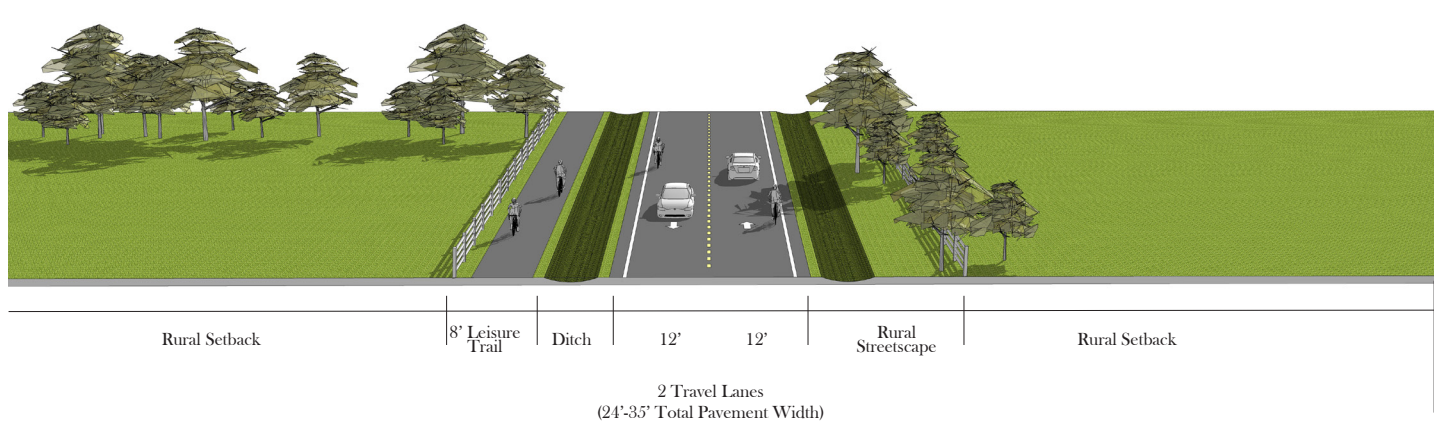 Rural Setback
8’ Leisure
Trail
Ditch
12’
12’
Rural
Streetscape
Rural Setback
2 Travel Lanes
(24’-35’ Total Pavement Width)